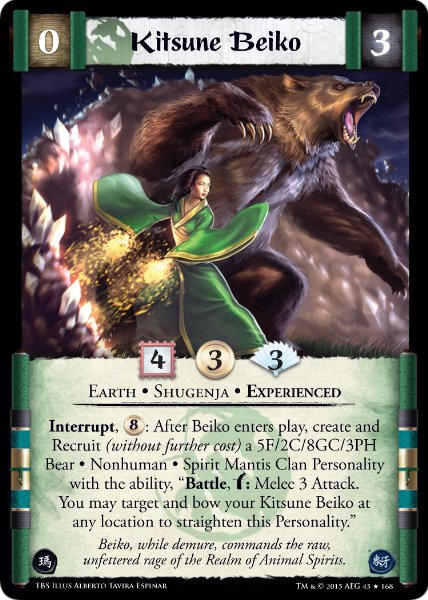 0 Kitsune Beiko 3
4 3 3
Earth • Shugenja • Experienced
Interrupt, 8: After Beiko enters play, create and
Recruit (without further cost) a 5F/2C/8GC/3PH
Bear • Nonhuman • Spirit Mantis Clan Personality
with the ability, “Battle, : Melee 3 Attack.
You may target and bow your Kitsune Beiko at
any location to straighten this Personality.”
Beiko, while demure, commands the raw,
unfettered rage of the Realm of Animal Spirits.
TBS Illus Alberto Tavira Espinar
TM & © 2015 AEG 45 ★ 168